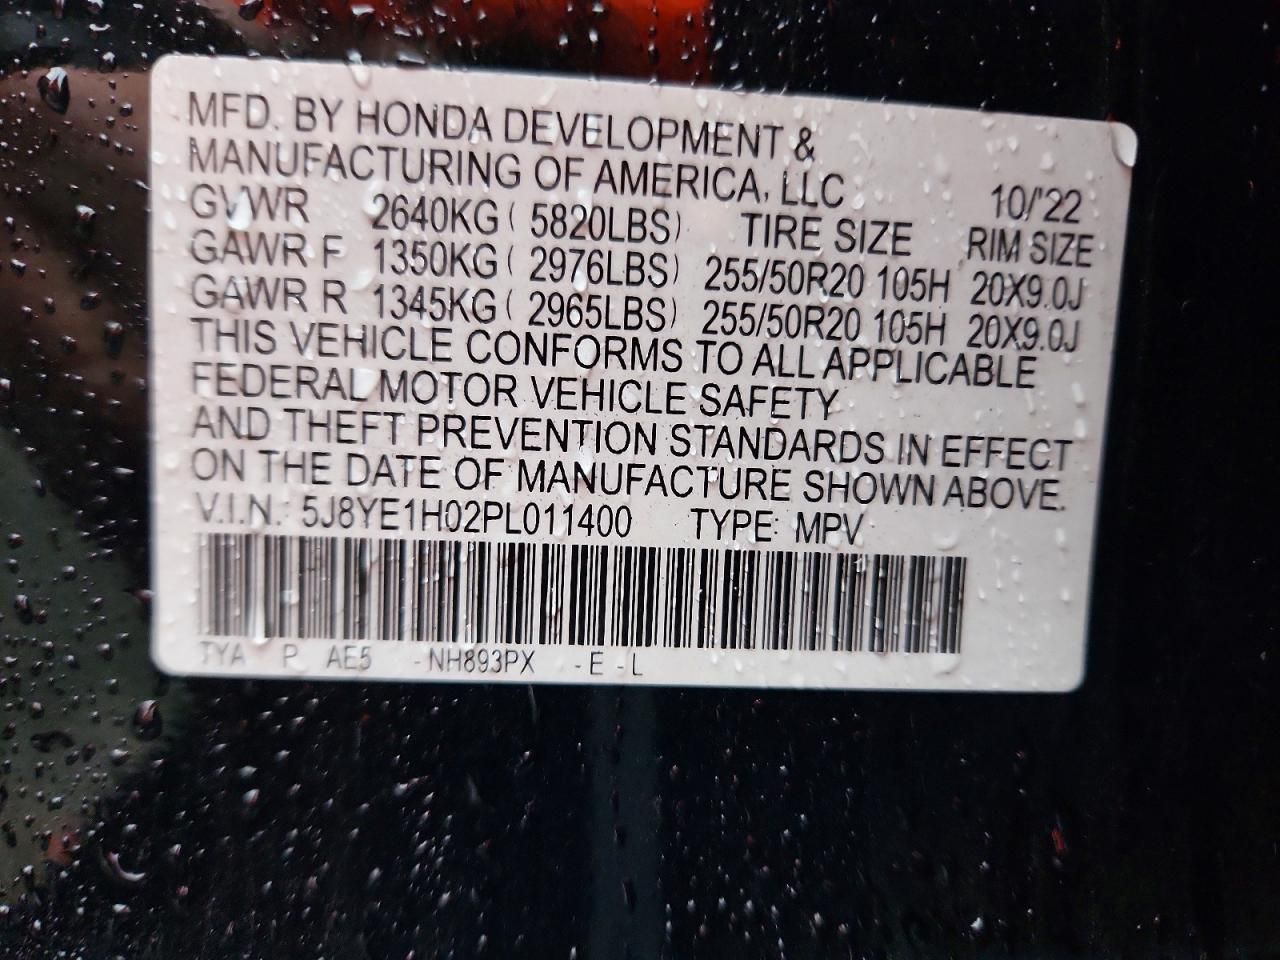 MFD. BY HONDA DEVELOPMENT &
MANUFACTURING OF AMERICA, LLC 10/'22
GVWR 2640KG ( 5820LBS) TIRE SIZE RIM SIZE
GAWR F 1350KG ( 2976LBS) 255/50R20 105H 20X9.0J
GAWR R 1345KG ( 2965LBS) 255/50R20 105H 20X9.0J
THIS VEHICLE CONFORMS TO ALL APPLICABLE
FEDERAL MOTOR VEHICLE SAFETY
AND THEFT PREVENTION STANDARDS IN EFFECT
ON THE DATE OF MANUFACTURE SHOWN ABOVE.
V.I.N.: 5J8YE1H02PL011400 TYPE: MPV
TYA P AE5 -NH893PX -E -L